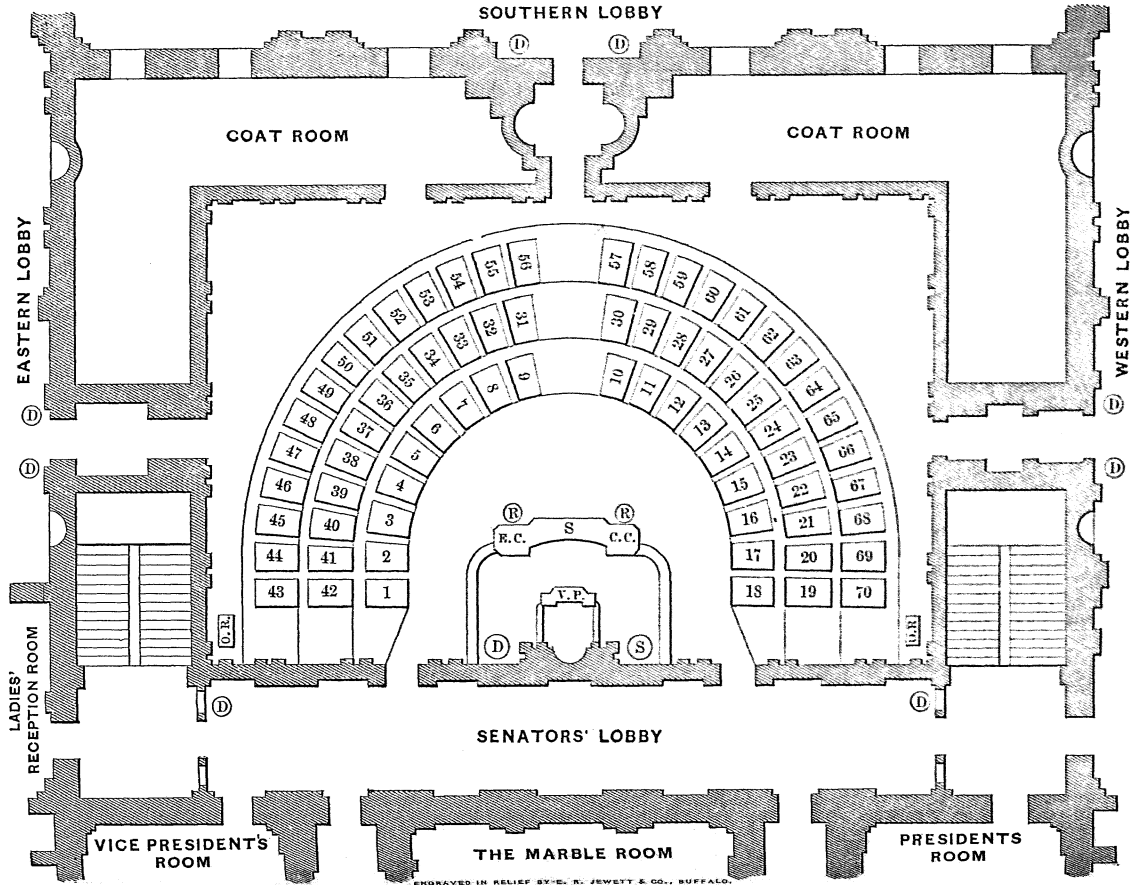 SOUTHERN LOBBY
D
D
COAT ROOM
COAT ROOM
EASTERN LOBBY
WESTERN LOBBY
56
57
55
58
54
59
53
60
52
61
51
62
50
63
49
64
48
65
47
66
46
67
45
68
44
69
43
70
31
30
32
29
33
28
34
27
35
26
36
25
37
24
38
23
39
22
40
21
41
20
42
19
9
10
8
11
7
12
6
13
5
14
4
15
3
16
2
17
1
18
D
D
D
D
R
R
E.C.
S
C.C.
V.P.
O.R.
O.R.
D
S
LADIES'
RECEPTION ROOM
D
D
SENATORS' LOBBY
VICE PRESIDENT'S
ROOM
THE MARBLE ROOM
PRESIDENTS
ROOM
ENGRAVED IN RELIEF BY E. R. JEWETT & CO., BUFFALO.